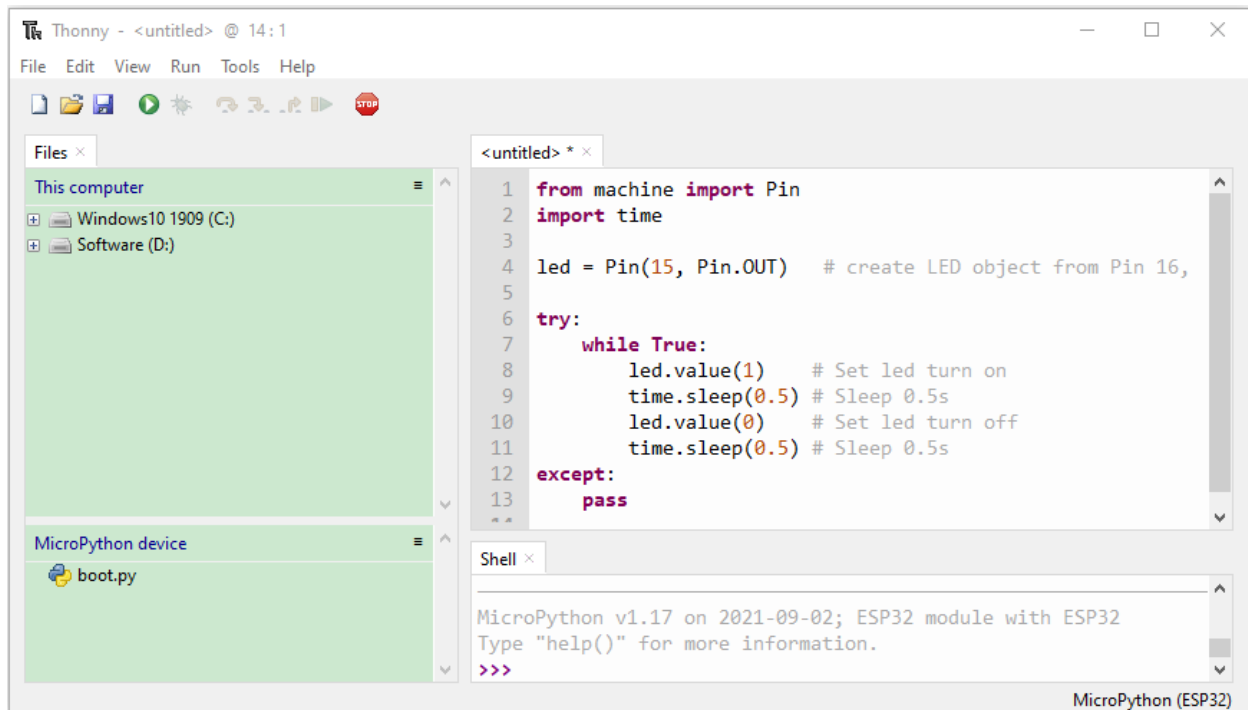 Thonny - <untitled> @ 14:1
File Edit View Run Tools Help
STOP
Files
This computer
Windows10 1909 (C:)
Software (D:)
MicroPython device
boot.py
<untitled> *
1 from machine import Pin
2 import time
3
4 led = Pin(15, Pin.OUT)   # create LED object from Pin 16,
5
6 try:
7     while True:
8         led.value(1)    # Set led turn on
9         time.sleep(0.5) # Sleep 0.5s
10         led.value(0)    # Set led turn off
11         time.sleep(0.5) # Sleep 0.5s
12 except:
13     pass
Shell
MicroPython v1.17 on 2021-09-02; ESP32 module with ESP32
Type "help()" for more information.
>>>
MicroPython (ESP32)